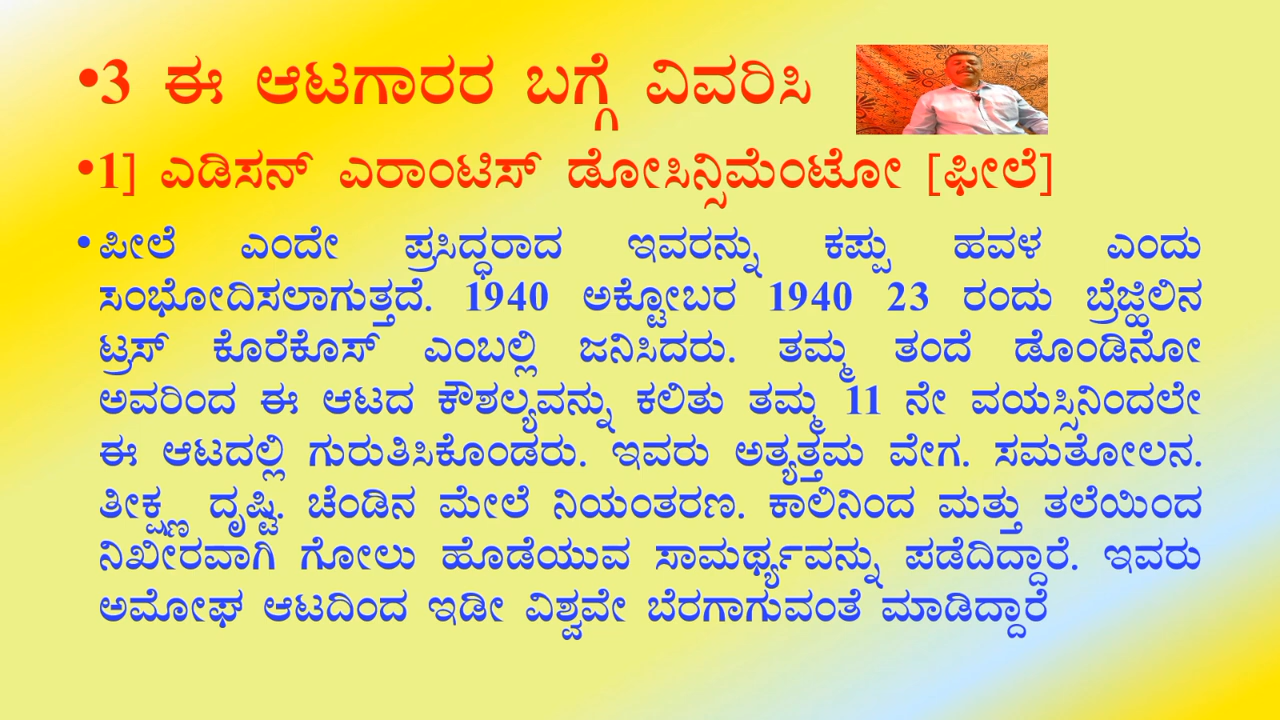 •3 ಈ ಆಟಗಾರರ ಬಗ್ಗೆ ವಿವರಿಸಿ
•1] ಎಡಿಸನ್ ಎರಾಂಟಿಸ್ ಡೋಸಿನ್ಸಿಮೆಂಟೋ [ಫೀಲೆ]
•ಪೀಲೆ ಎಂದೇ ಪ್ರಸಿದ್ಧರಾದ ಇವರನ್ನು ಕಪ್ಪು ಹವಳ ಎಂದು
ಸಂಭೋದಿಸಲಾಗುತ್ತದೆ. 1940 ಅಕ್ಟೋಬರ 1940 23 ರಂದು ಬ್ರೆಜ್ಹಿಲಿನ
ಟ್ರಸ್ ಕೊರೆಕೊಸ್ ಎಂಬಲ್ಲಿ ಜನಿಸಿದರು. ತಮ್ಮ ತಂದೆ ಡೊಂಡಿನೋ
ಅವರಿಂದ ಈ ಆಟದ ಕೌಶಲ್ಯವನ್ನು ಕಲಿತು ತಮ್ಮ 11 ನೇ ವಯಸ್ಸಿನಿಂದಲೇ
ಈ ಆಟದಲ್ಲಿ ಗುರುತಿಸಿಕೊಂಡರು. ಇವರು ಅತ್ಯತ್ತಮ ವೇಗ. ಸಮತೋಲನ.
ತೀಕ್ಷ್ಣ ದೃಷ್ಟಿ. ಚೆಂಡಿನ ಮೇಲೆ ನಿಯಂತರಣ. ಕಾಲಿನಿಂದ ಮತ್ತು ತಲೆಯಿಂದ
ನಿಖೀರವಾಗಿ ಗೋಲು ಹೊಡೆಯುವ ಸಾಮರ್ಥ್ಯವನ್ನು ಪಡೆದಿದ್ದಾರೆ. ಇವರು
ಅಮೋಘ ಆಟದಿಂದ ಇಡೀ ವಿಶ್ವವೇ ಬೆರಗಾಗುವಂತೆ ಮಾಡಿದ್ದಾರೆ